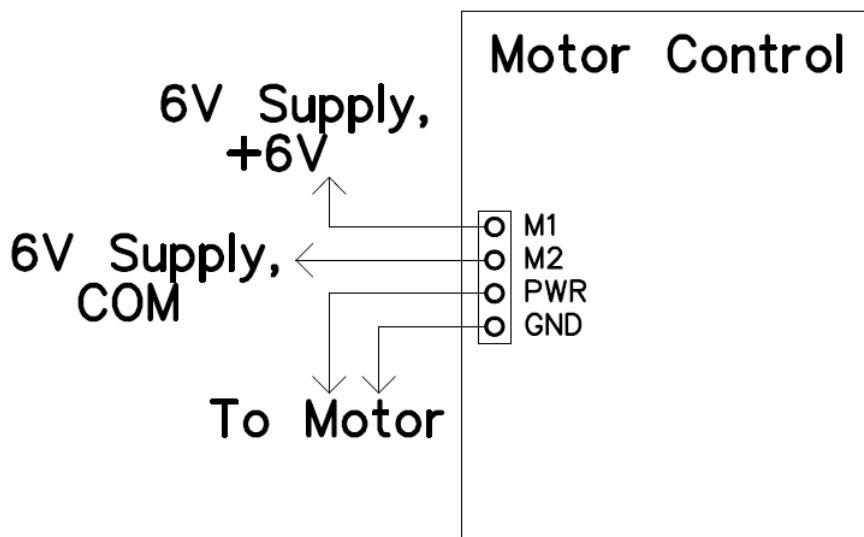 Motor Control
6V Supply,
+6V
M1
6V Supply,
COM
M2
PWR
GND
To Motor